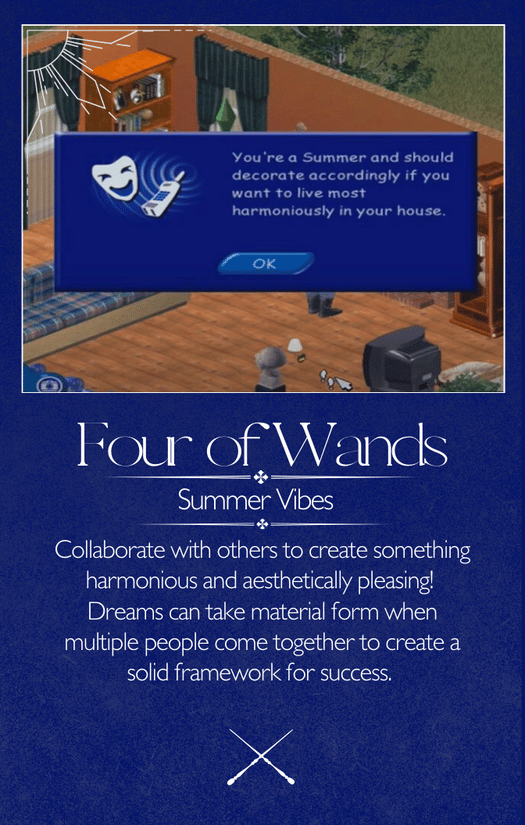 You're a Summer and should
decorate accordingly if you
want to live most
harmoniously in your house.
OK
Four of Wands
Summer Vibes
Collaborate with others to create something
harmonious and aesthetically pleasing!
Dreams can take material form when
multiple people come together to create a
solid framework for success.